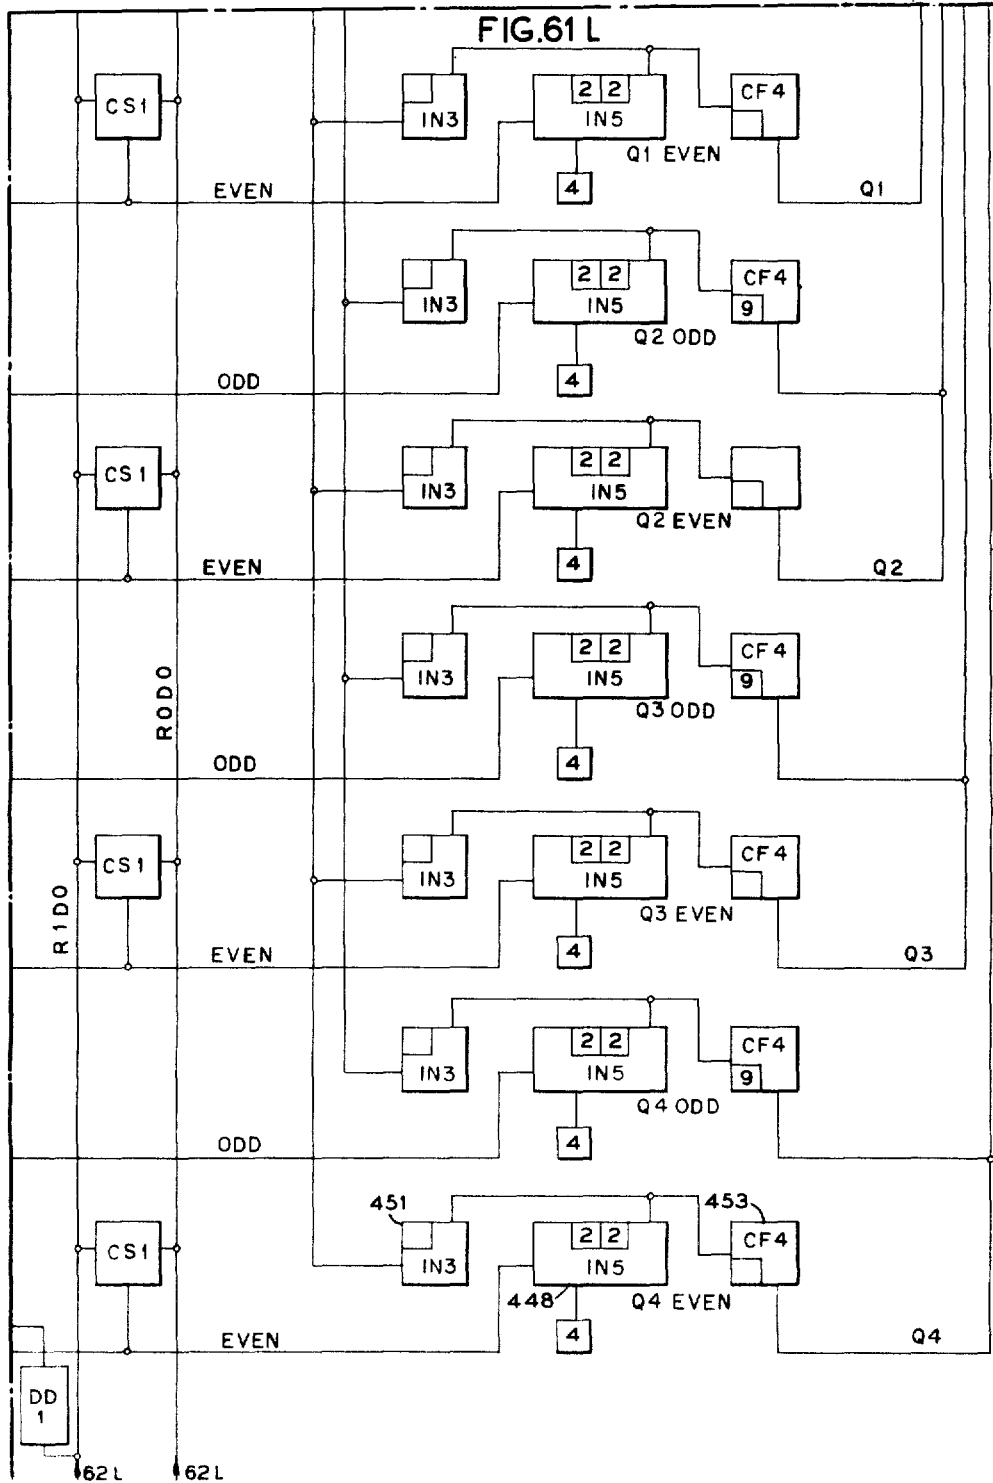 FIG.61 L
CS1
IN3
2 2
IN5
CF4
Q1 EVEN
4
EVEN
Q1
IN3
2 2
IN5
CF4
9
Q2 ODD
4
ODD
CS1
IN3
2 2
IN5
Q2 EVEN
4
EVEN
Q2
R0D0
IN3
2 2
IN5
CF4
9
Q3 ODD
4
ODD
R1D0
CS1
IN3
2 2
IN5
CF4
Q3 EVEN
4
EVEN
Q3
IN3
2 2
IN5
CF4
9
Q4 ODD
4
ODD
451
453
CS1
IN3
2 2
IN5
CF4
448
Q4 EVEN
4
EVEN
Q4
DD
1
62L
62L